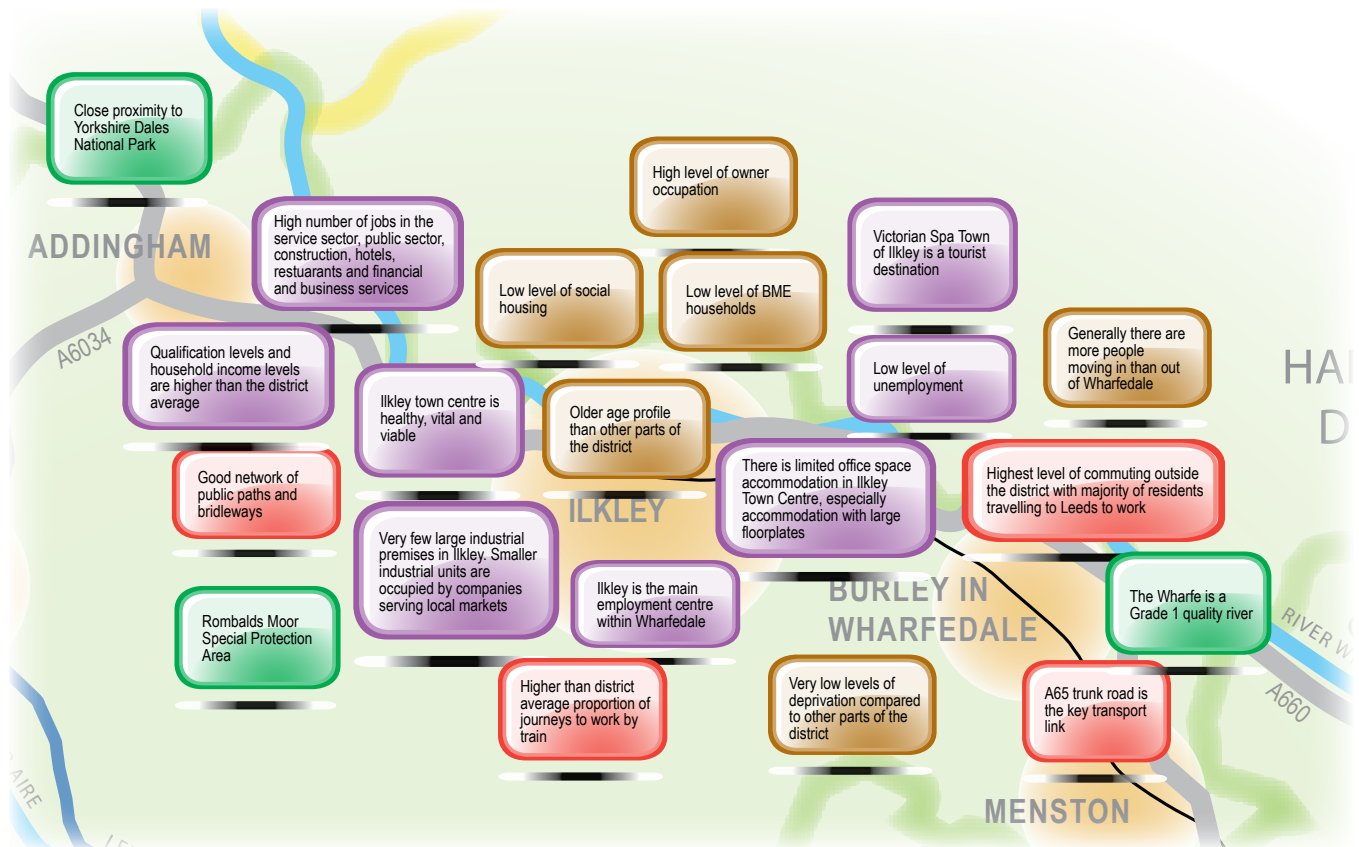 Close proximity to
Yorkshire Dales
National Park
ADDINGHAM
High number of jobs in the
service sector, public sector,
construction, hotels,
restuarants and financial
and business services
High level of owner
occupation
Victorian Spa Town
of Ilkley is a tourist
destination
Low level of social
housing
Low level of BME
households
Generally there are
more people
moving in than out
of Wharfedale
A6034
Qualification levels and
household income levels
are higher than the district
average
Ilkley town centre is
healthy, vital and
viable
Older age profile
than other parts of
the district
Low level of
unemployment
HA
D
Good network of
public paths and
bridleways
ILKLEY
There is limited office space
accommodation in Ilkley
Town Centre, especially
accommodation with large
floorplates
Highest level of commuting outside
the district with majority of residents
travelling to Leeds to work
Very few large industrial
premises in Ilkley. Smaller
industrial units are
occupied by companies
serving local markets
Ilkley is the main
employment centre
within Wharfedale
BURLEY IN
WHARFEDALE
The Wharfe is a
Grade 1 quality river
RIVER W
Rombalds Moor
Special Protection
Area
Higher than district
average proportion of
journeys to work by
train
Very low levels of
deprivation compared
to other parts of the
district
A65 trunk road is
the key transport
link
A660
MENSTON
AIRE